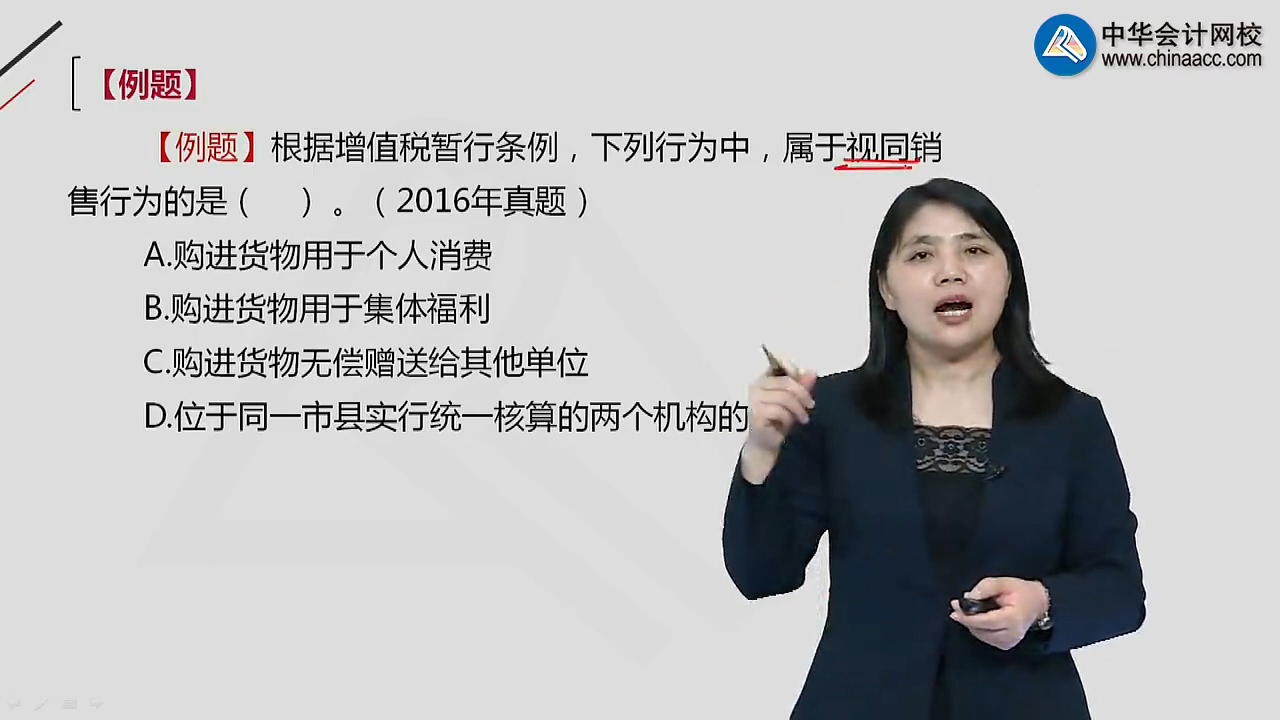 中华会计网校
www.chinaacc.com
【例题】
【例题】根据增值税暂行条例，下列行为中，属于视同销
售行为的是（ ）。（2016年真题）
A.购进货物用于个人消费
B.购进货物用于集体福利
C.购进货物无偿赠送给其他单位
D.位于同一市县实行统一核算的两个机构的